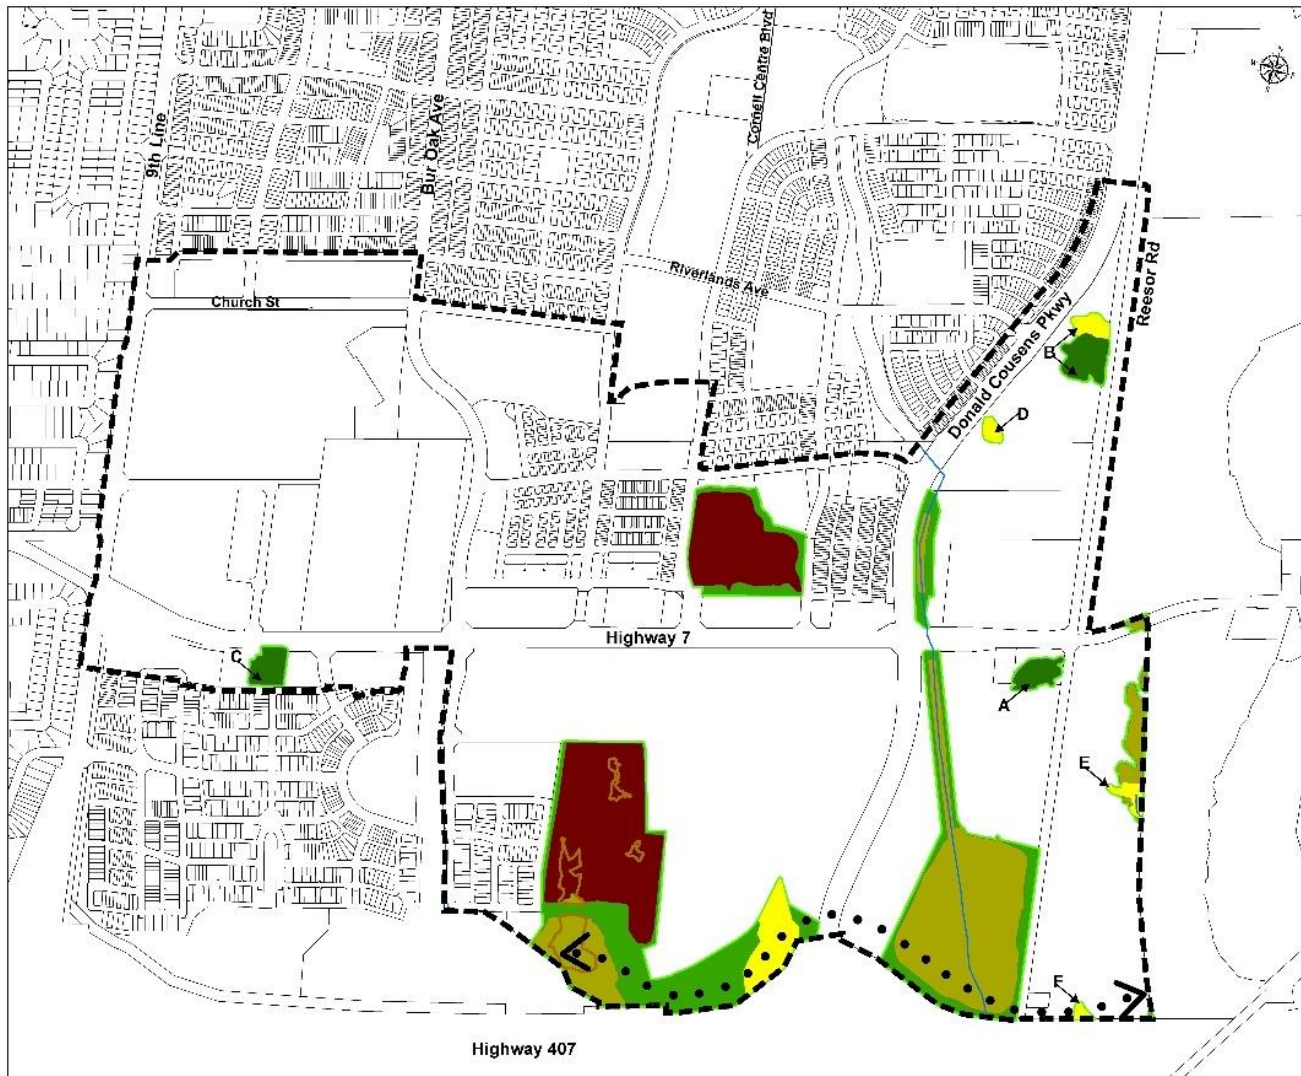 Cornell Centre Blvd
9th Line
Bur Oak Ave
Riverlands Ave
Reesor Rd
Church St
B
Donald Cousens Pkwy
D
Highway 7
C
A
E
F
Highway 407